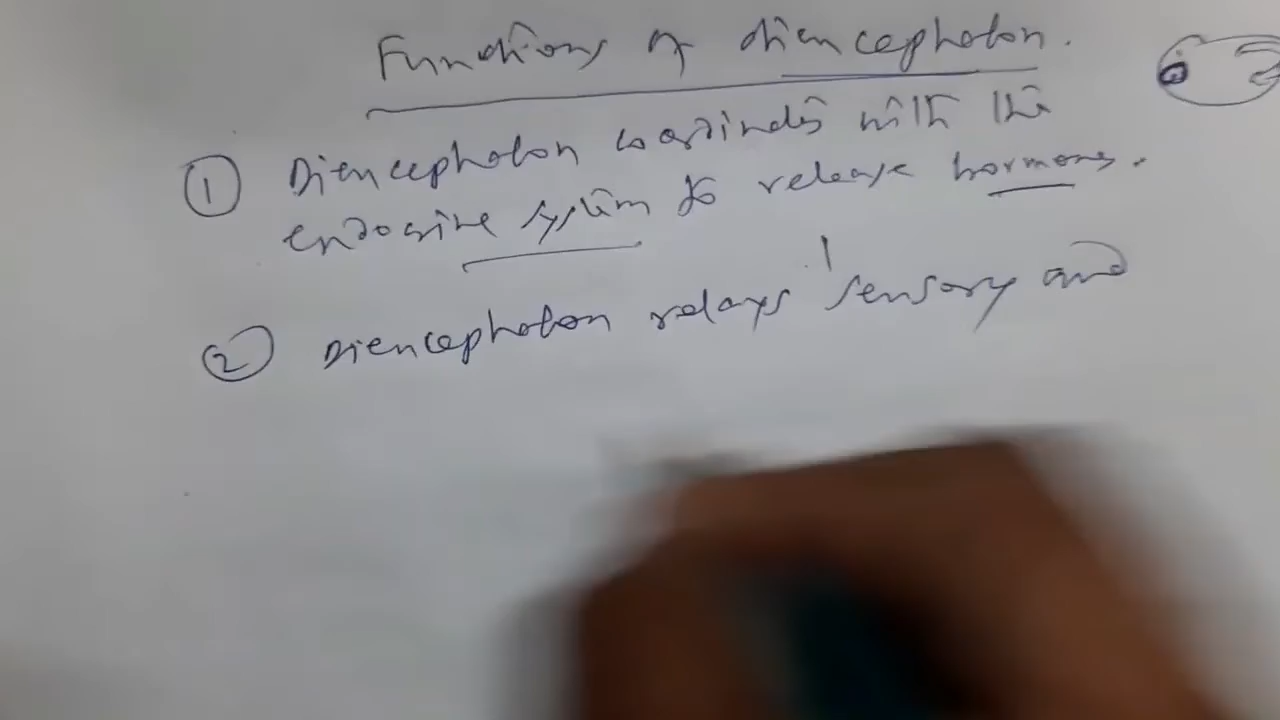 Functions of diencephalon.
① Diencephalon coordinates with the
endocrine system to release hormones.
② Diencephalon relays sensory and